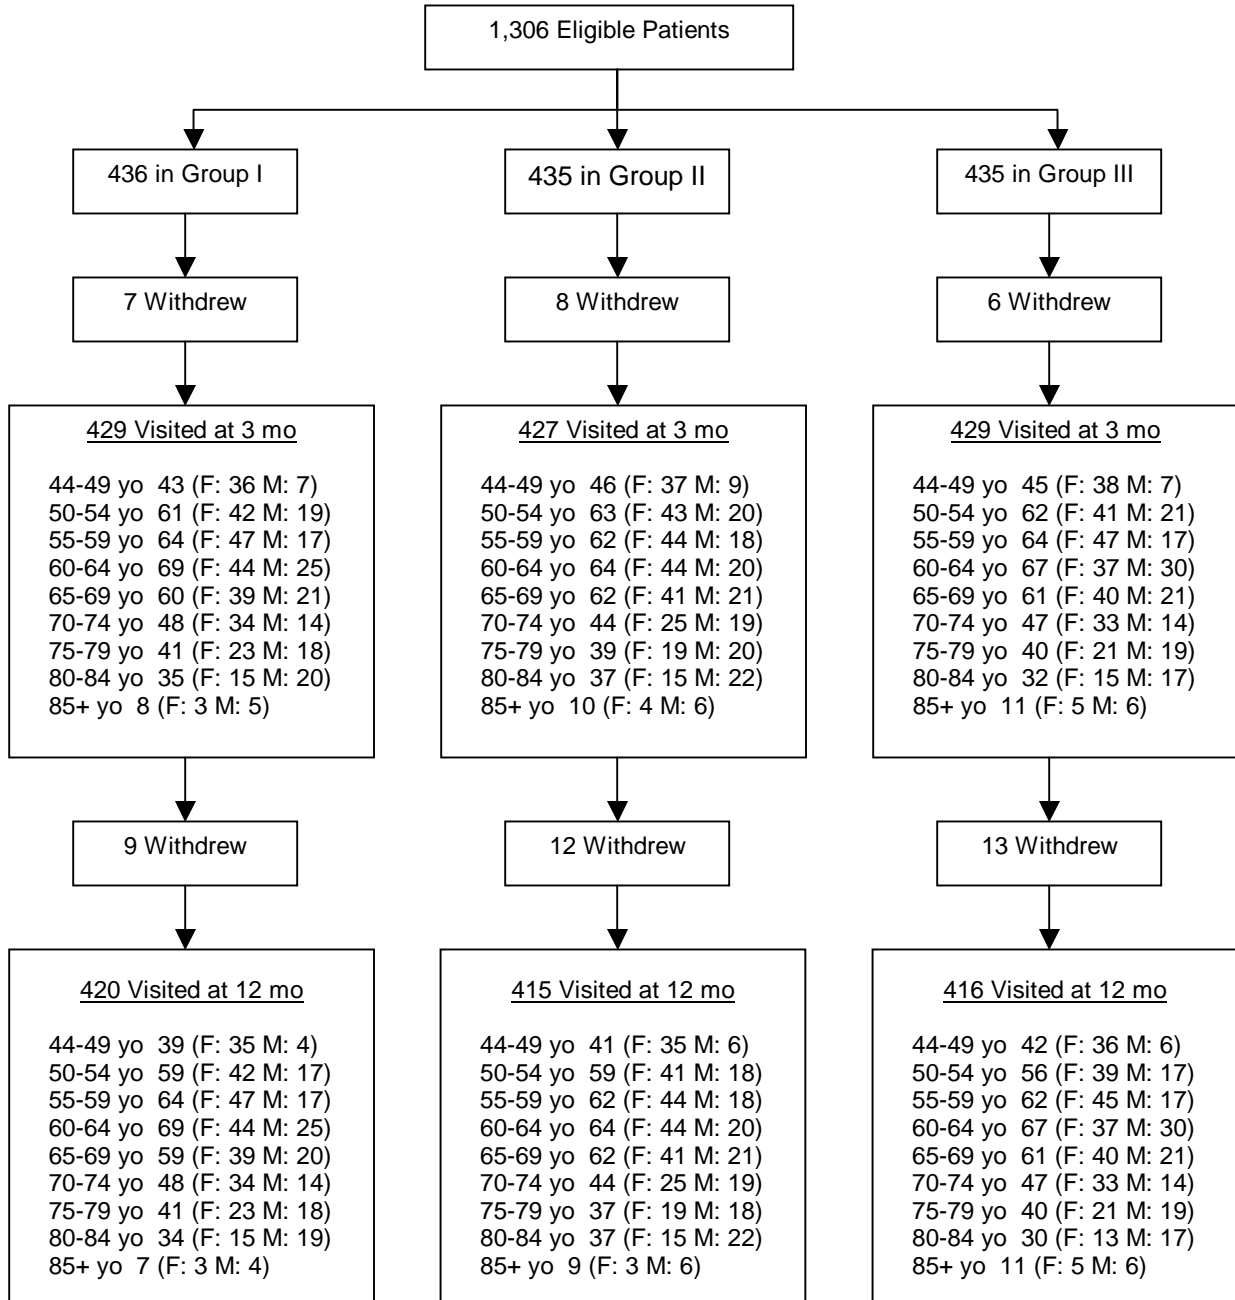 1,306 Eligible Patients
436 in Group I
435 in Group II
435 in Group III
7 Withdrew
8 Withdrew
6 Withdrew
429 Visited at 3 mo
44-49 yo 43 (F: 36 M: 7)
50-54 yo 61 (F: 42 M: 19)
55-59 yo 64 (F: 47 M: 17)
60-64 yo 69 (F: 44 M: 25)
65-69 yo 60 (F: 39 M: 21)
70-74 yo 48 (F: 34 M: 14)
75-79 yo 41 (F: 23 M: 18)
80-84 yo 35 (F: 15 M: 20)
85+ yo 8 (F: 3 M: 5)
427 Visited at 3 mo
44-49 yo 46 (F: 37 M: 9)
50-54 yo 63 (F: 43 M: 20)
55-59 yo 62 (F: 44 M: 18)
60-64 yo 64 (F: 44 M: 20)
65-69 yo 62 (F: 41 M: 21)
70-74 yo 44 (F: 25 M: 19)
75-79 yo 39 (F: 19 M: 20)
80-84 yo 37 (F: 15 M: 22)
85+ yo 10 (F: 4 M: 6)
429 Visited at 3 mo
44-49 yo 45 (F: 38 M: 7)
50-54 yo 62 (F: 41 M: 21)
55-59 yo 64 (F: 47 M: 17)
60-64 yo 67 (F: 37 M: 30)
65-69 yo 61 (F: 40 M: 21)
70-74 yo 47 (F: 33 M: 14)
75-79 yo 40 (F: 21 M: 19)
80-84 yo 32 (F: 15 M: 17)
85+ yo 11 (F: 5 M: 6)
9 Withdrew
12 Withdrew
13 Withdrew
420 Visited at 12 mo
44-49 yo 39 (F: 35 M: 4)
50-54 yo 59 (F: 42 M: 17)
55-59 yo 64 (F: 47 M: 17)
60-64 yo 69 (F: 44 M: 25)
65-69 yo 59 (F: 39 M: 20)
70-74 yo 48 (F: 34 M: 14)
75-79 yo 41 (F: 23 M: 18)
80-84 yo 34 (F: 15 M: 19)
85+ yo 7 (F: 3 M: 4)
415 Visited at 12 mo
44-49 yo 41 (F: 35 M: 6)
50-54 yo 59 (F: 41 M: 18)
55-59 yo 62 (F: 44 M: 18)
60-64 yo 64 (F: 44 M: 20)
65-69 yo 62 (F: 41 M: 21)
70-74 yo 44 (F: 25 M: 19)
75-79 yo 37 (F: 19 M: 18)
80-84 yo 37 (F: 15 M: 22)
85+ yo 9 (F: 3 M: 6)
416 Visited at 12 mo
44-49 yo 42 (F: 36 M: 6)
50-54 yo 56 (F: 39 M: 17)
55-59 yo 62 (F: 45 M: 17)
60-64 yo 67 (F: 37 M: 30)
65-69 yo 61 (F: 40 M: 21)
70-74 yo 47 (F: 33 M: 14)
75-79 yo 40 (F: 21 M: 19)
80-84 yo 30 (F: 13 M: 17)
85+ yo 11 (F: 5 M: 6)